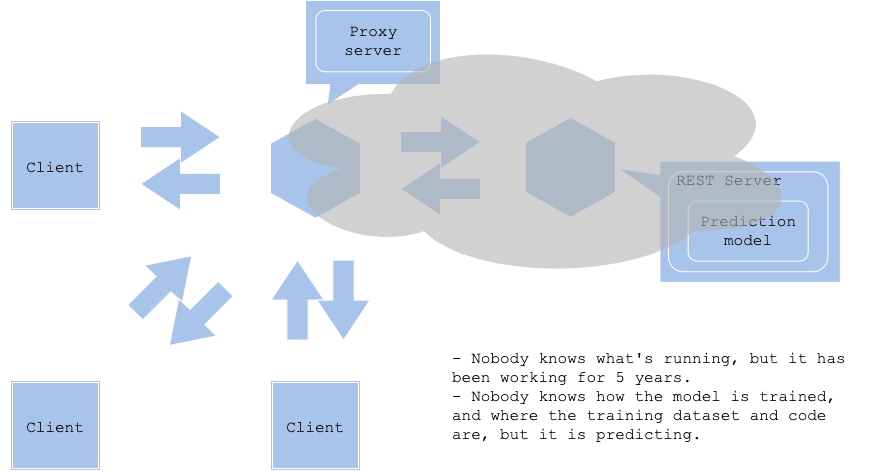 Proxy
server
Client
REST Server
Prediction
model
- Nobody knows what's running, but it has
been working for 5 years.
- Nobody knows how the model is trained,
and where the training dataset and code
are, but it is predicting.
Client
Client